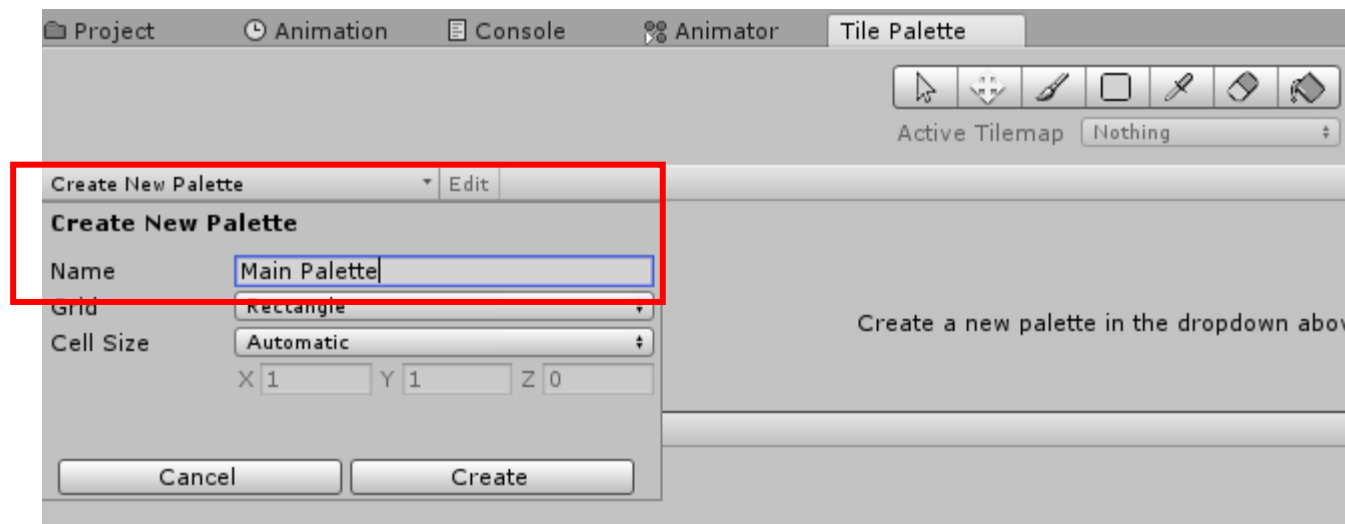 Project Animation Console Animator Tile Palette
Active Tilemap Nothing
Create New Palette Edit
Create New Palette
Name Main Palette
Grid Rectangle
Create a new palette in the dropdown abov
Cell Size Automatic
X 1 Y 1 Z 0
Cancel Create